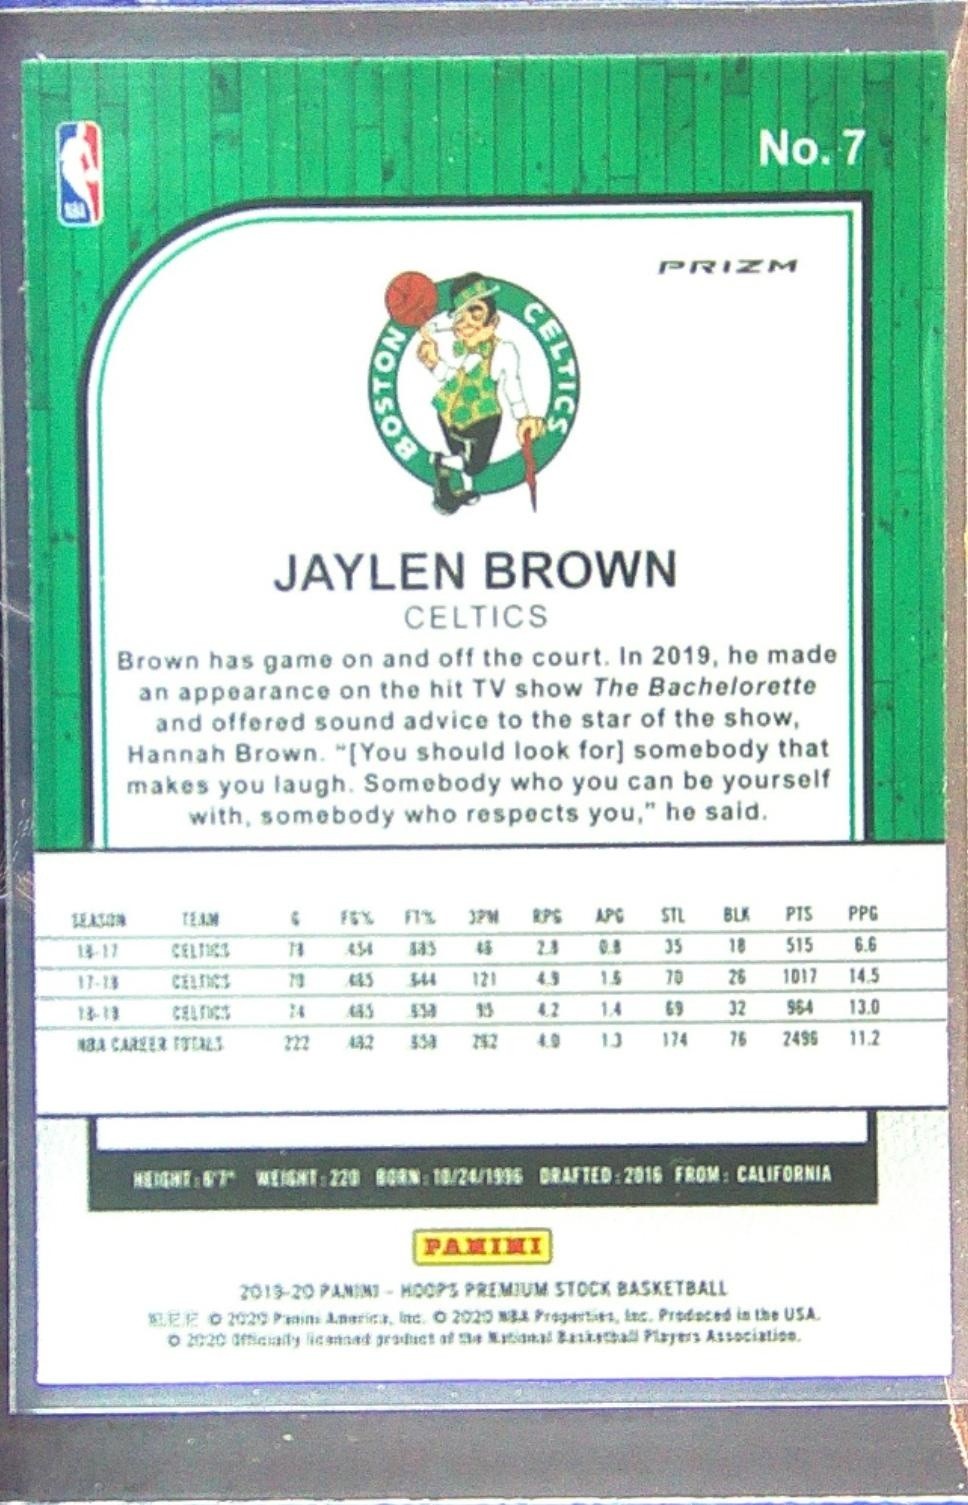 No. 7
NBA
PRIZM
BOSTON CELTICS
JAYLEN BROWN
CELTICS
Brown has game on and off the court. In 2019, he made
an appearance on the hit TV show The Bachelorette
and offered sound advice to the star of the show,
Hannah Brown. “[You should look for] somebody that
makes you laugh. Somebody who you can be yourself
with, somebody who respects you,” he said.
SEASON TEAM G FG% FT% 3PM RPG APG STL BLK PTS PPG
16-17 CELTICS 78 .454 .685 46 2.8 0.8 35 18 515 6.6
17-18 CELTICS 70 .465 .644 121 4.9 1.6 70 26 1017 14.5
18-19 CELTICS 74 .465 .658 95 4.2 1.4 69 32 964 13.0
NBA CAREER TOTALS 222 .462 .658 262 4.0 1.3 174 76 2496 11.2
HEIGHT: 6'7" WEIGHT: 220 BORN: 10/24/1996 DRAFTED: 2016 FROM: CALIFORNIA
PANINI
2019-20 PANINI - HOOPS PREMIUM STOCK BASKETBALL
© 2020 Panini America, Inc. © 2020 NBA Properties, Inc. Produced in the USA.
© 2020 Officially licensed product of the National Basketball Players Association.